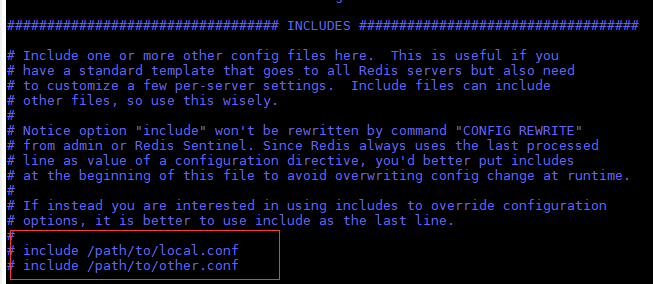 ################################## INCLUDES ###################################
# Include one or more other config files here.  This is useful if you
# have a standard template that goes to all Redis servers but also need
# to customize a few per-server settings.  Include files can include
# other files, so use this wisely.
#
# Notice option "include" won't be rewritten by command "CONFIG REWRITE"
# from admin or Redis Sentinel. Since Redis always uses the last processed
# line as value of a configuration directive, you'd better put includes
# at the beginning of this file to avoid overwriting config change at runtime.
#
# If instead you are interested in using includes to override configuration
# options, it is better to use include as the last line.
#
# include /path/to/local.conf
# include /path/to/other.conf